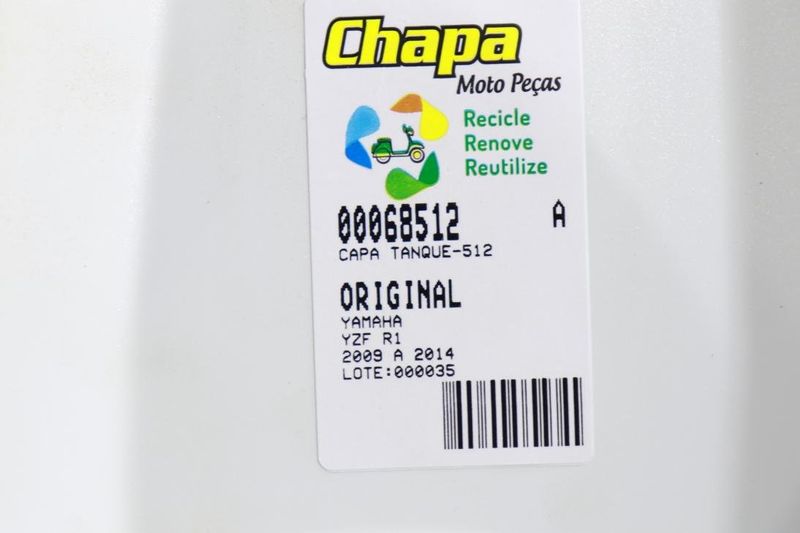 Chapa
Moto Peças
Recicle
Renove
Reutilize
00068512 A
CAPA TANQUE-512
ORIGINAL
YAMAHA
YZF R1
2009 A 2014
LOTE:000035